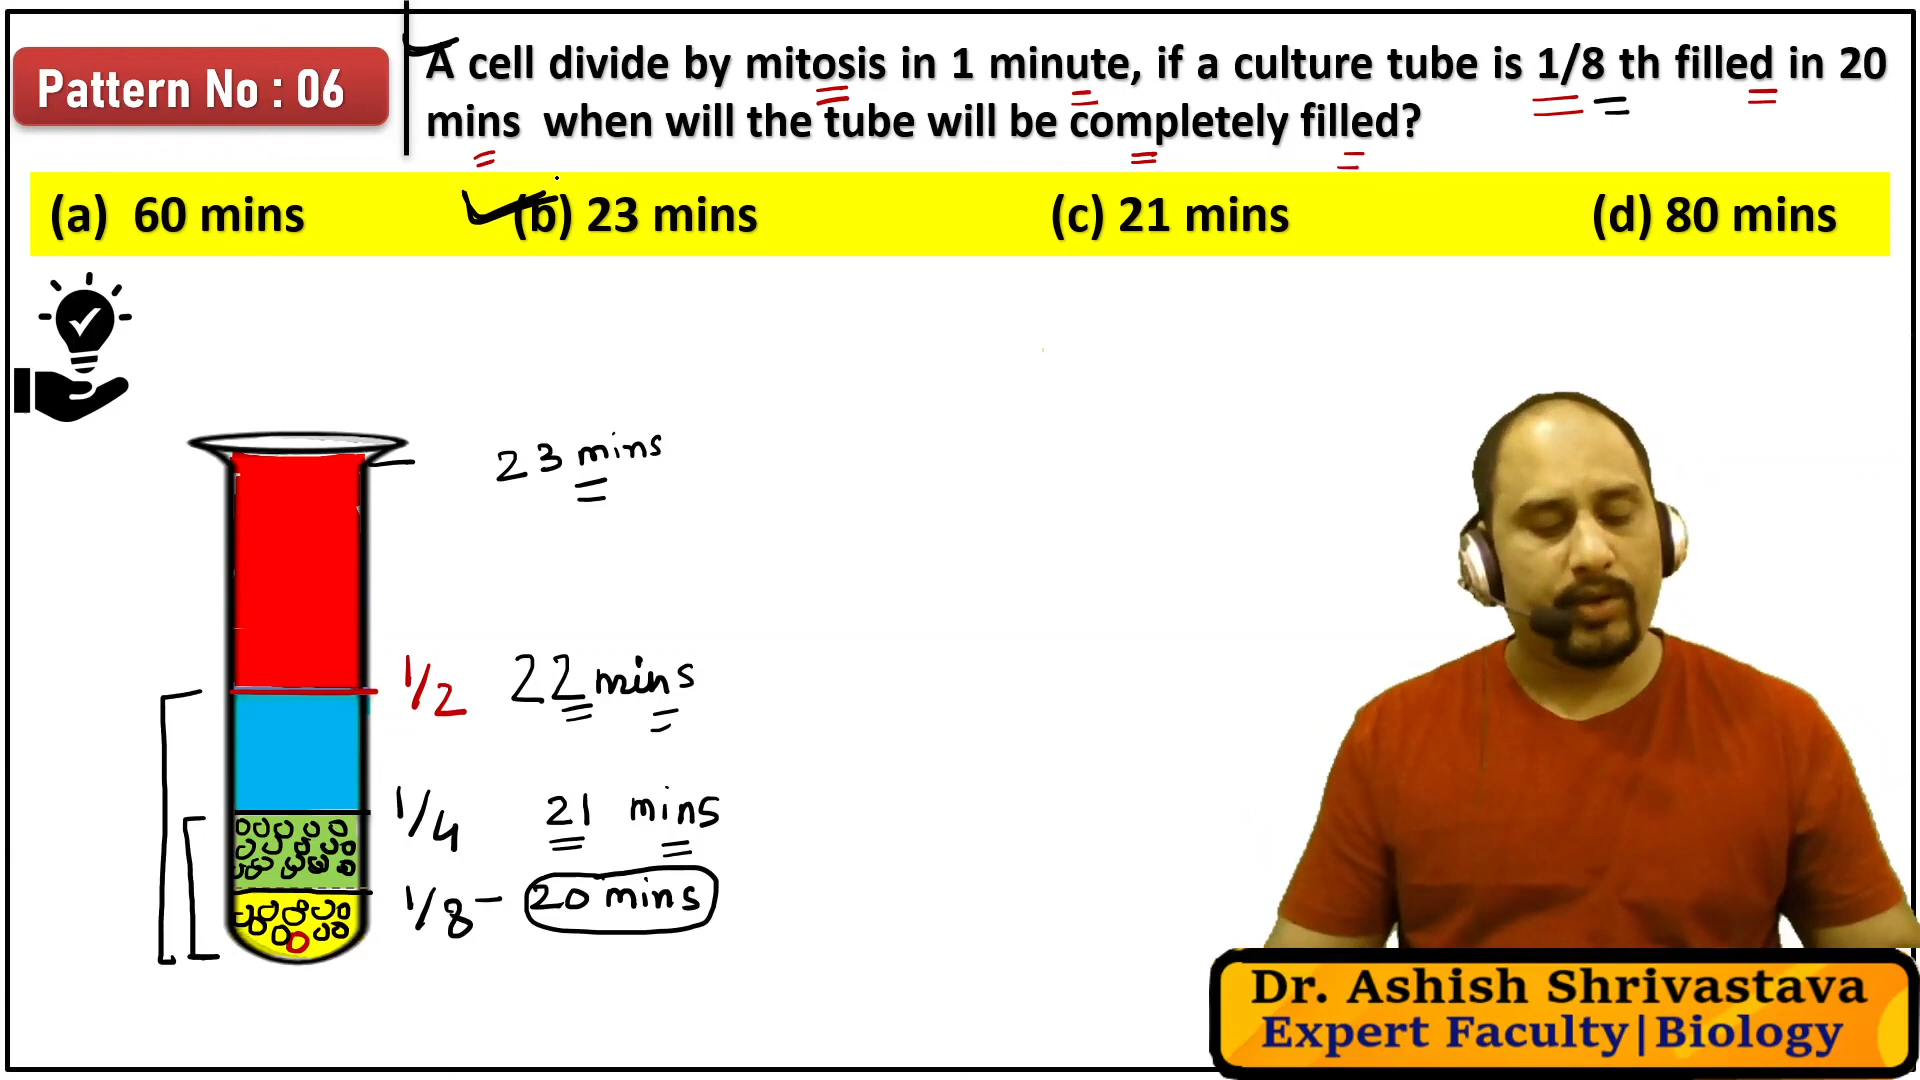 Pattern No : 06
A cell divide by mitosis in 1 minute, if a culture tube is 1/8 th filled in 20
mins when will the tube will be completely filled?
(a) 60 mins (b) 23 mins (c) 21 mins (d) 80 mins
23 mins
1/2 22 mins
1/4 21 mins
1/8 - 20 mins
Dr. Ashish Shrivastava
Expert Faculty|Biology